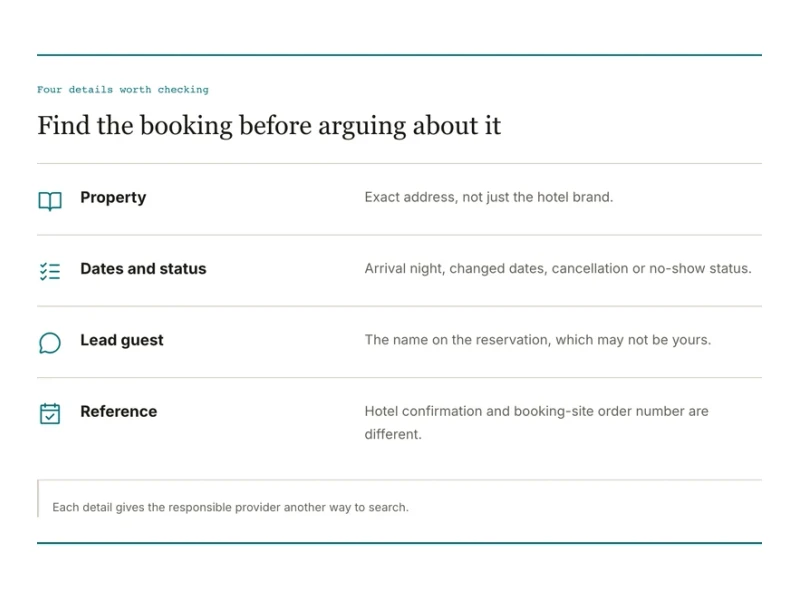 Four details worth checking
Find the booking before arguing about it
Property
Exact address, not just the hotel brand.
Dates and status
Arrival night, changed dates, cancellation or no-show status.
Lead guest
The name on the reservation, which may not be yours.
Reference
Hotel confirmation and booking-site order number are
different.
Each detail gives the responsible provider another way to search.